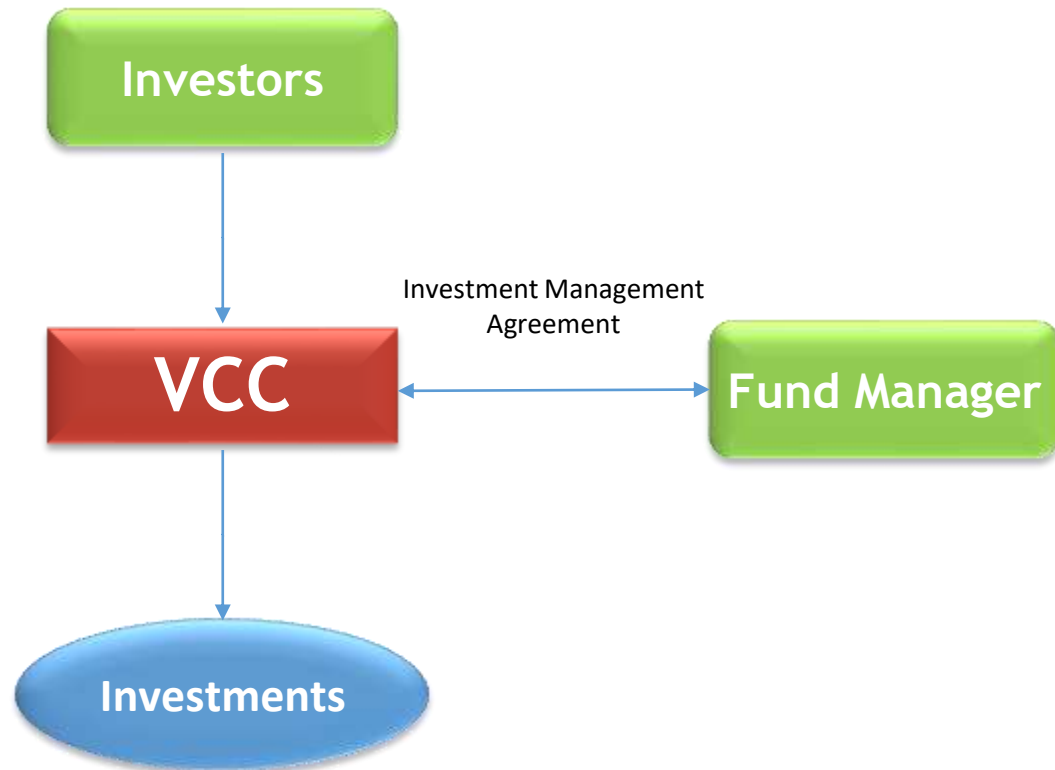 Investors
Investment Management
Agreement
VCC
Fund Manager
Investments